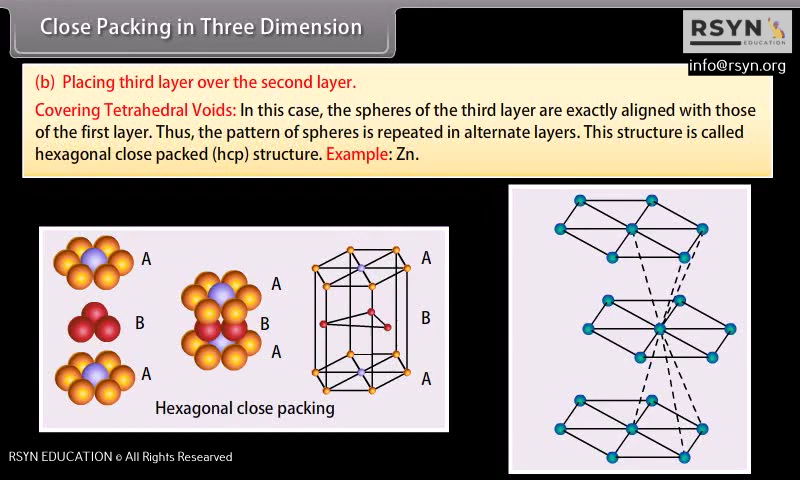 Close Packing in Three Dimension
RSYN
EDUCATION
info@rsyn.org
(b) Placing third layer over the second layer.
Covering Tetrahedral Voids: In this case, the spheres of the third layer are exactly aligned with those
of the first layer. Thus, the pattern of spheres is repeated in alternate layers. This structure is called
hexagonal close packed (hcp) structure. Example: Zn.
A
B
A
A
B
A
A
B
A
Hexagonal close packing
RSYN EDUCATION © All Rights Researved